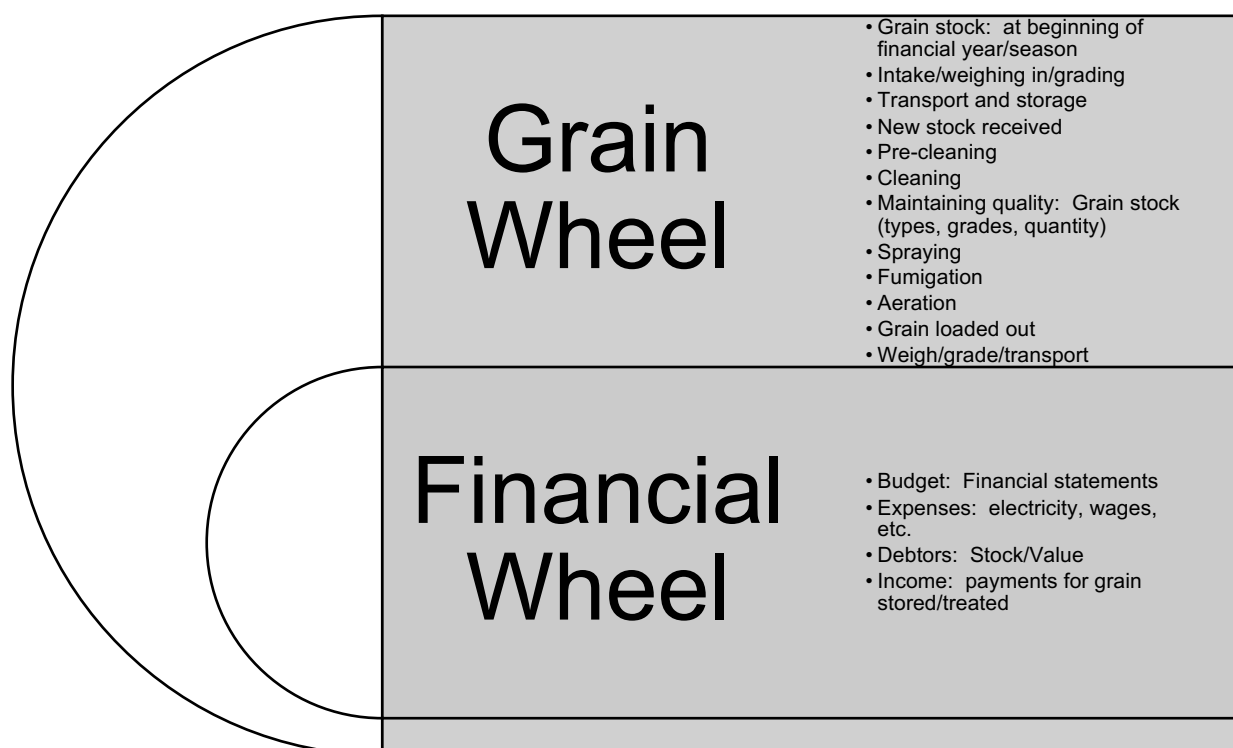 Grain
Wheel
• Grain stock: at beginning of
financial year/season
• Intake/weighing in/grading
• Transport and storage
• New stock received
• Pre-cleaning
• Cleaning
• Maintaining quality: Grain stock
(types, grades, quantity)
• Spraying
• Fumigation
• Aeration
• Grain loaded out
• Weigh/grade/transport
Financial
Wheel
• Budget: Financial statements
• Expenses: electricity, wages,
etc.
• Debtors: Stock/Value
• Income: payments for grain
stored/treated